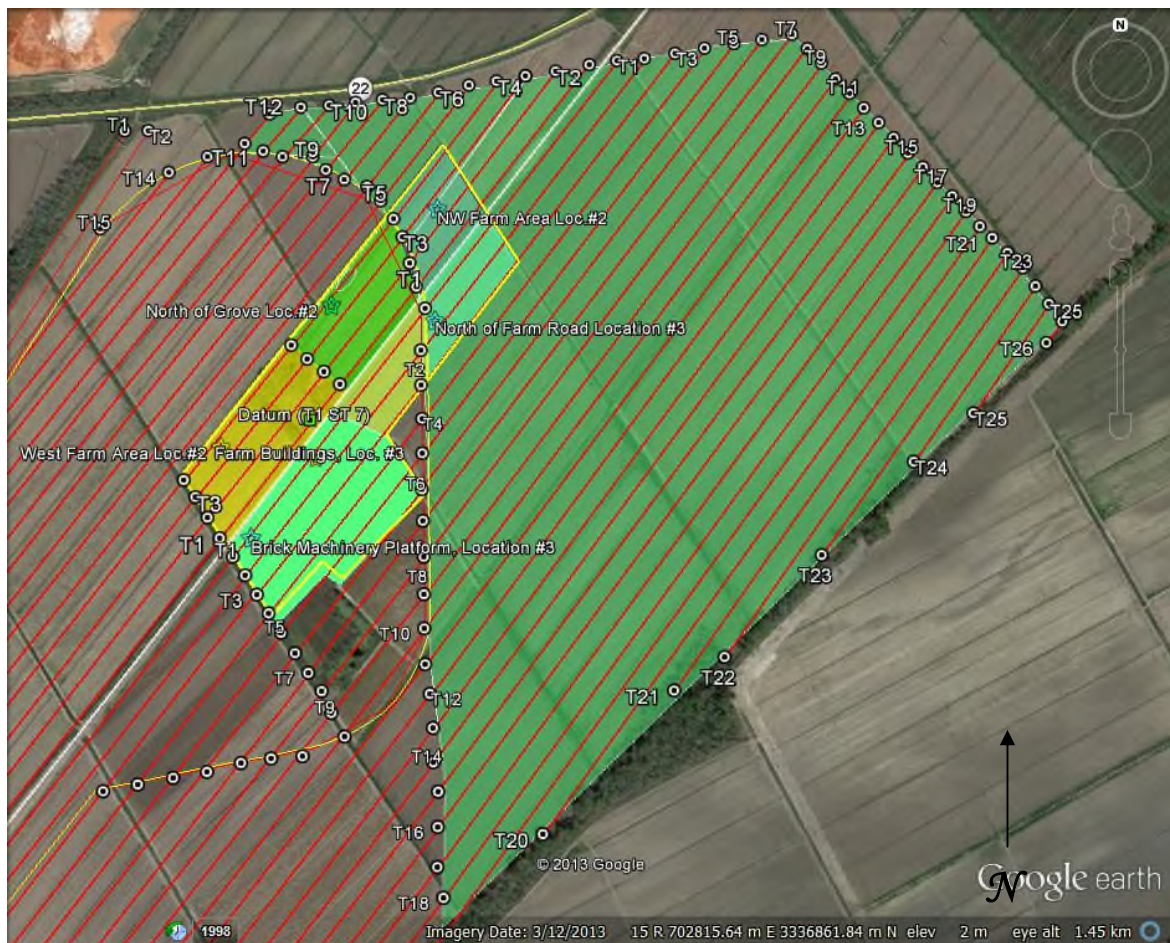 N
T7
T5
T3
T1
T9
T2
T4
T11
22
T6
T8
T10
T12
T13
T1
T2
T15
T11
T9
T14
T7
T17
T5
T19
T15
NW Farm Area Loc.#2
T21
T3
T23
T1
North of Grove Loc.#2
T25
North of Farm Road Location #3
T26
T2
Datum (T1 ST 7)
T4
T25
West Farm Area Loc.#2
Farm Buildings, Loc. #3
T24
T6
T3
T1
T1
Brick Machinery Platform, Location #3
T23
T8
T3
T5
T10
T7
T22
T21
T12
T9
T14
T16
T20
© 2013 Google
Google earth
N
T18
1998
Imagery Date: 3/12/2013 15 R 702815.64 m E 3336861.84 m N elev 2 m eye alt 1.45 km